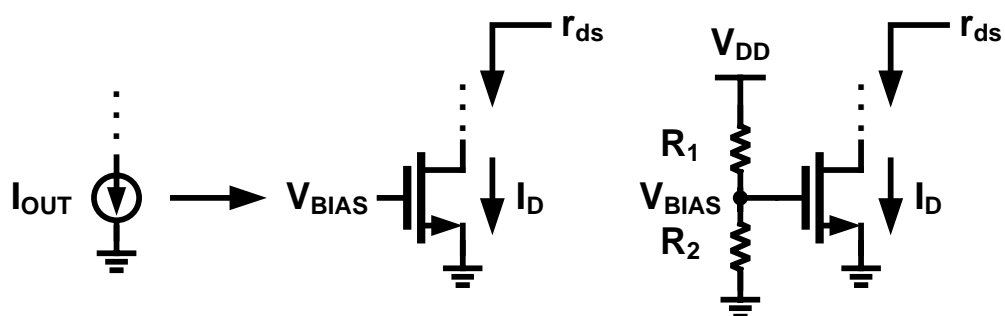 r_ds
r_ds
V_DD
R_1
I_OUT
V_BIAS
I_D
V_BIAS
I_D
R_2